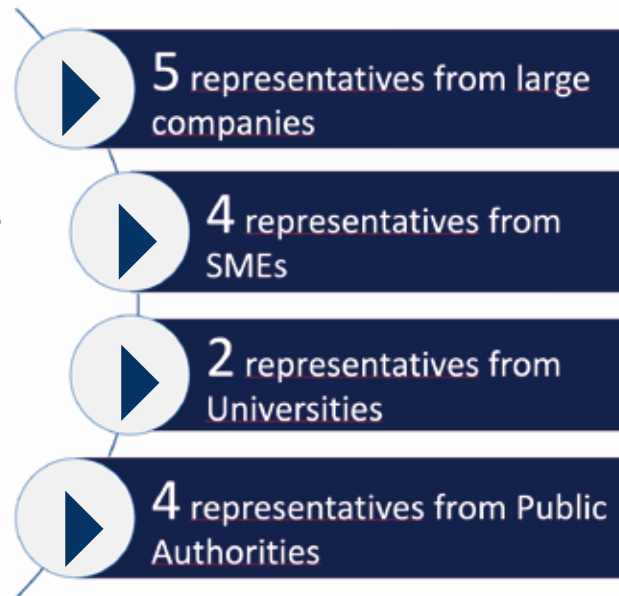 5 representatives from large
companies
4 representatives from
SMEs
2 representatives from
Universities
4 representatives from Public
Authorities